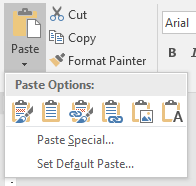 Cut
Arial
Paste
Copy
Format Painter
B
Paste Options:
A
Paste Special...
Set Default Paste...